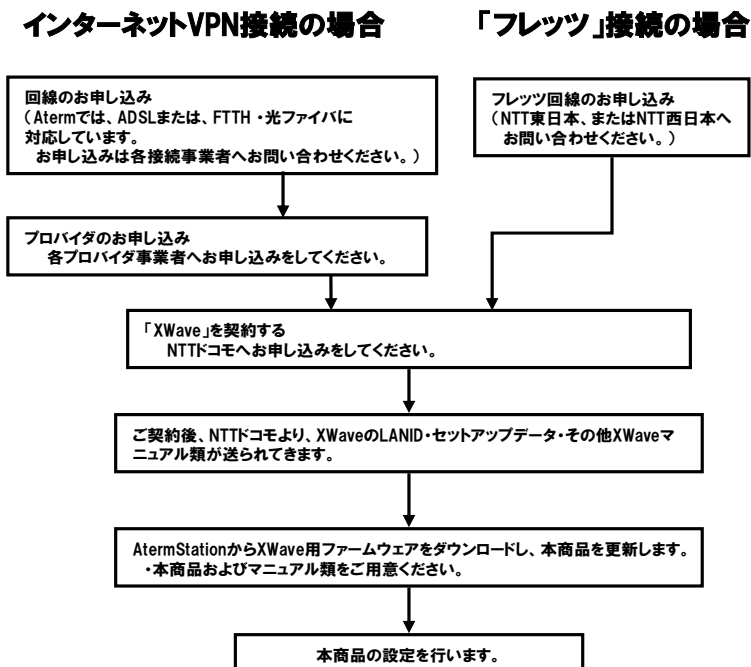 インターネットVPN接続の場合
「フレッツ」接続の場合
回線のお申し込み
（Atermでは、ADSLまたは、FTTH・光ファイバに
対応しています。
お申し込みは各接続事業者へお問い合わせください。）
フレッツ回線のお申し込み
（NTT東日本、またはNTT西日本へ
お問い合わせください。）
プロバイダのお申し込み
各プロバイダ事業者へお申し込みをしてください。
「XWave」を契約する
NTTドコモへお申し込みをしてください。
ご契約後、NTTドコモより、XWaveのLANID・セットアップデータ・その他XWaveマ
ニュアル類が送られてきます。
AtermStationからXWave用ファームウェアをダウンロードし、本商品を更新します。
・本商品およびマニュアル類をご用意ください。
本商品の設定を行います。